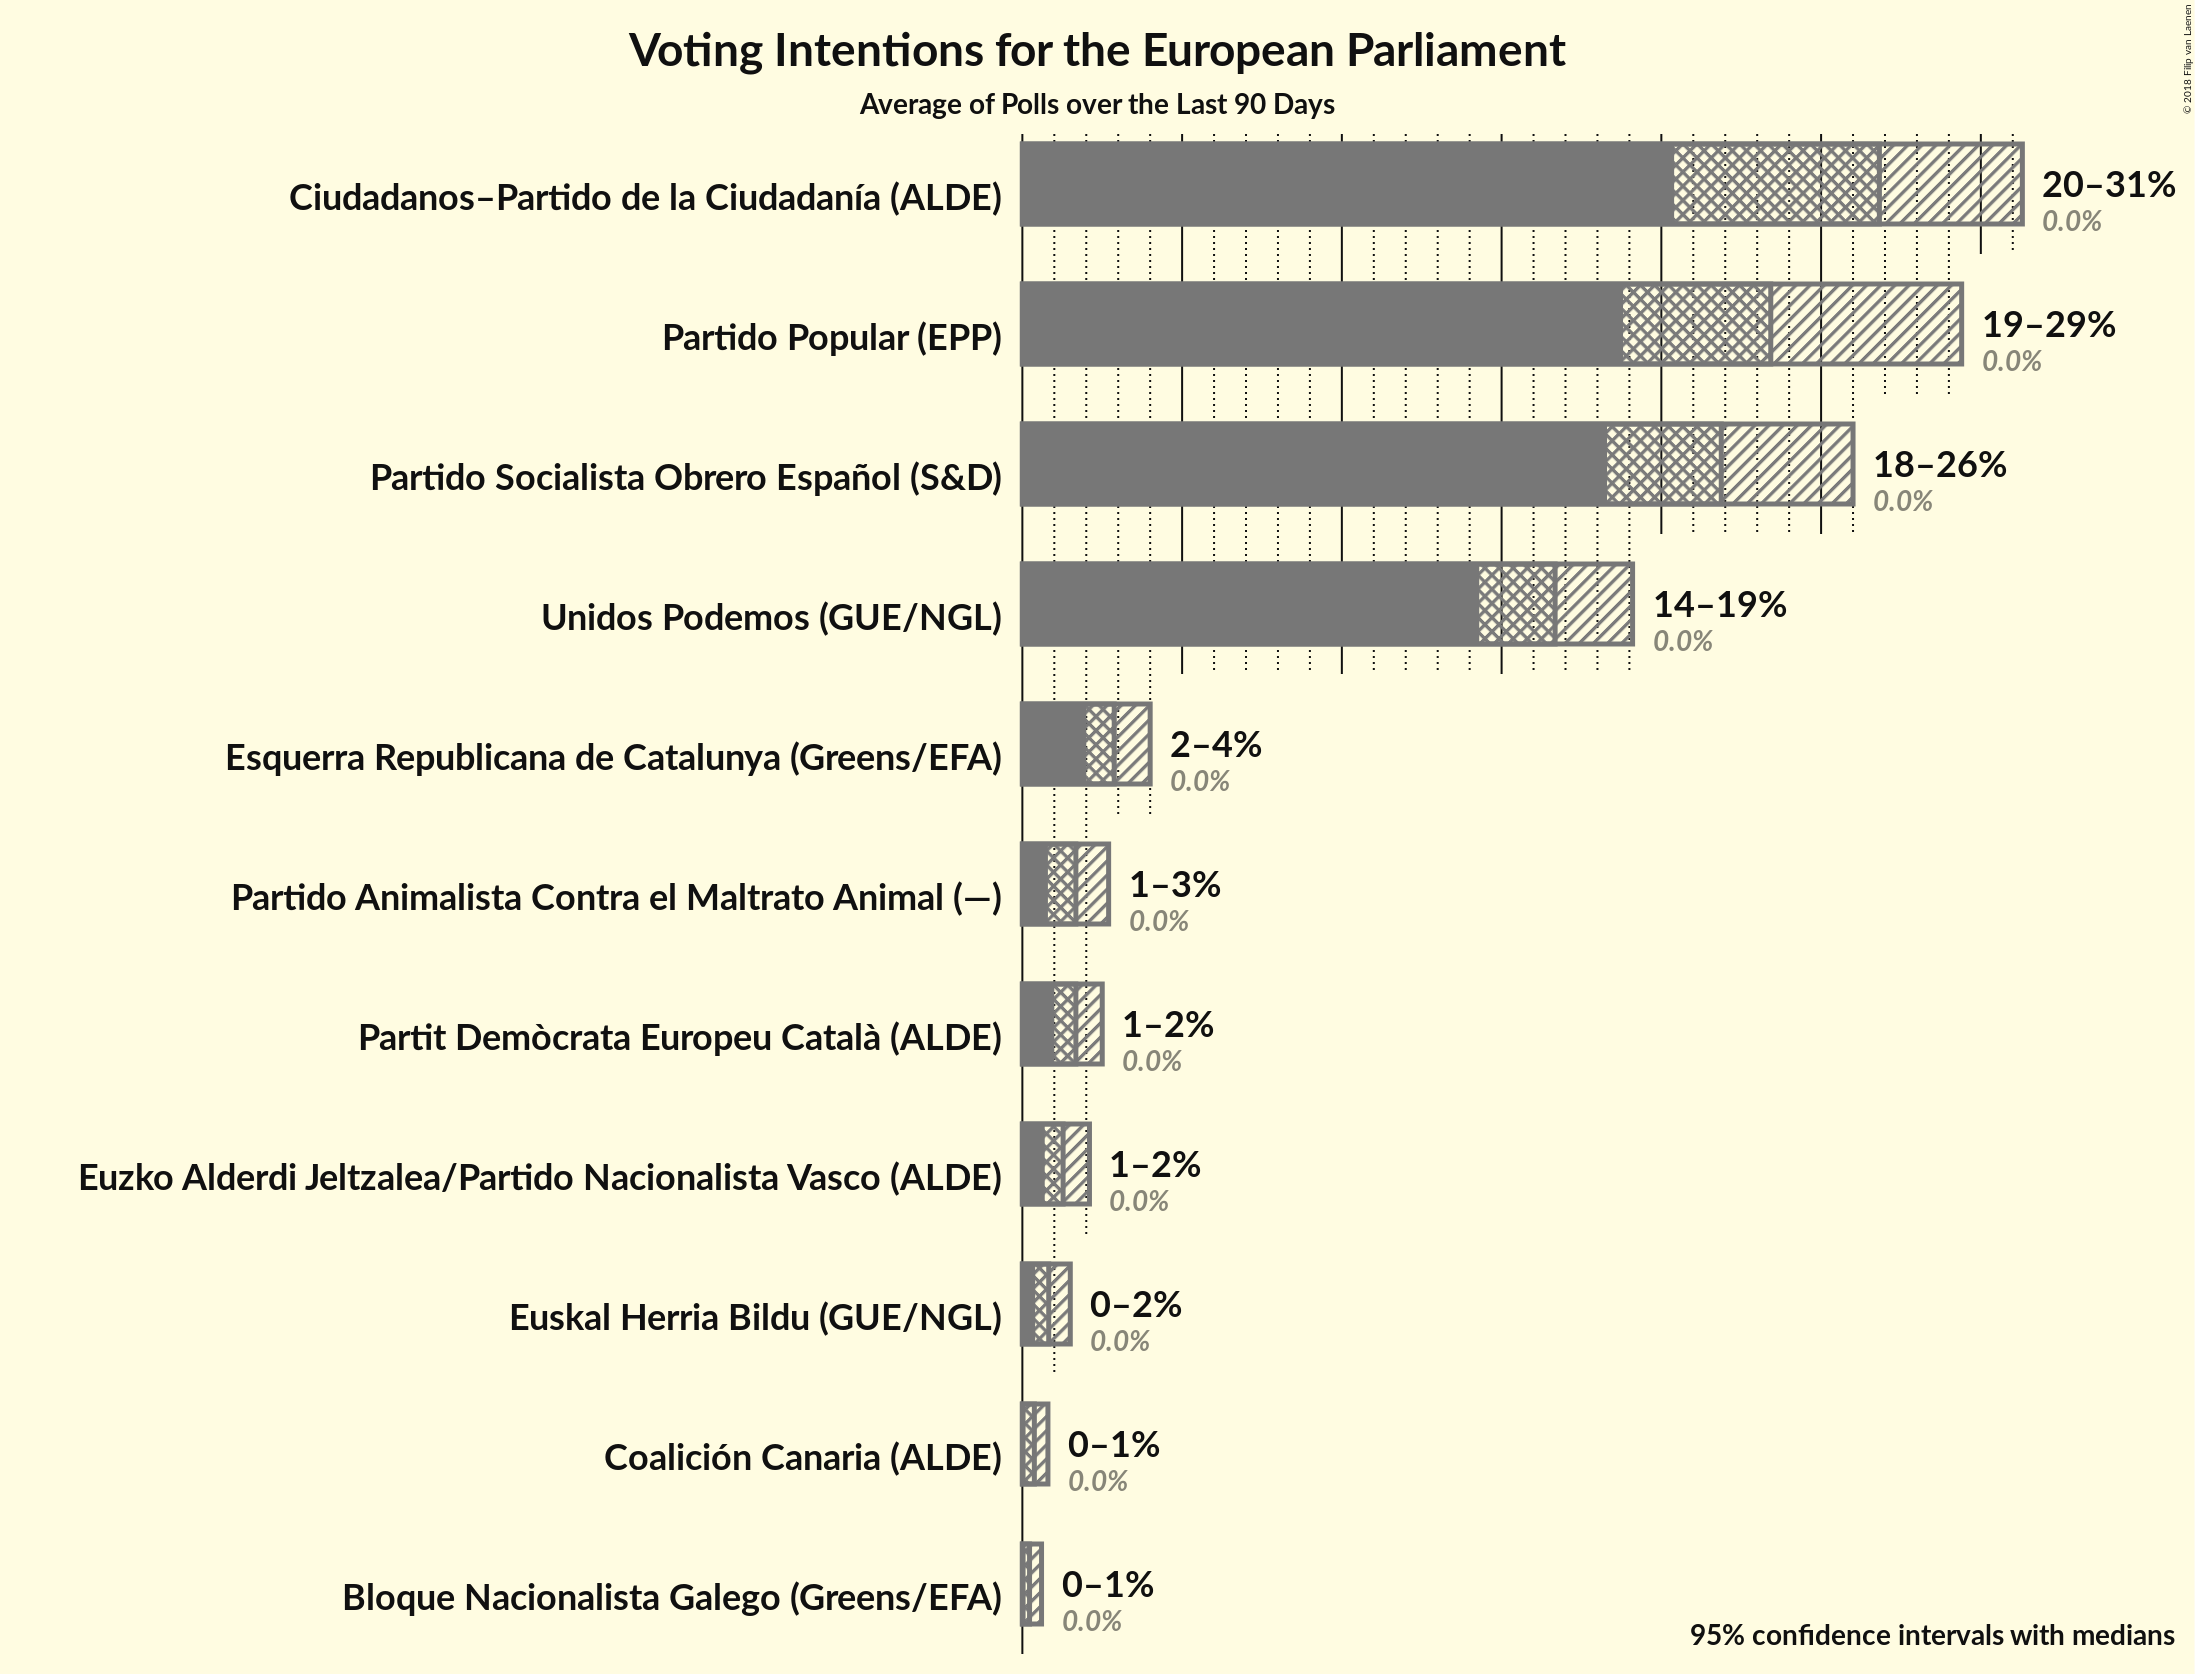 Voting Intentions for the European Parliament
Average of Polls over the Last 90 Days
© 2018 Filip van Laenen
Ciudadanos–Partido de la Ciudadanía (ALDE)
20–31%
0.0%
Partido Popular (EPP)
19–29%
0.0%
Partido Socialista Obrero Español (S&D)
18–26%
0.0%
Unidos Podemos (GUE/NGL)
14–19%
0.0%
Esquerra Republicana de Catalunya (Greens/EFA)
2–4%
0.0%
Partido Animalista Contra el Maltrato Animal (—)
1–3%
0.0%
Partit Demòcrata Europeu Català (ALDE)
1–2%
0.0%
Euzko Alderdi Jeltzalea/Partido Nacionalista Vasco (ALDE)
1–2%
0.0%
Euskal Herria Bildu (GUE/NGL)
0–2%
0.0%
Coalición Canaria (ALDE)
0–1%
0.0%
Bloque Nacionalista Galego (Greens/EFA)
0–1%
0.0%
95% confidence intervals with medians